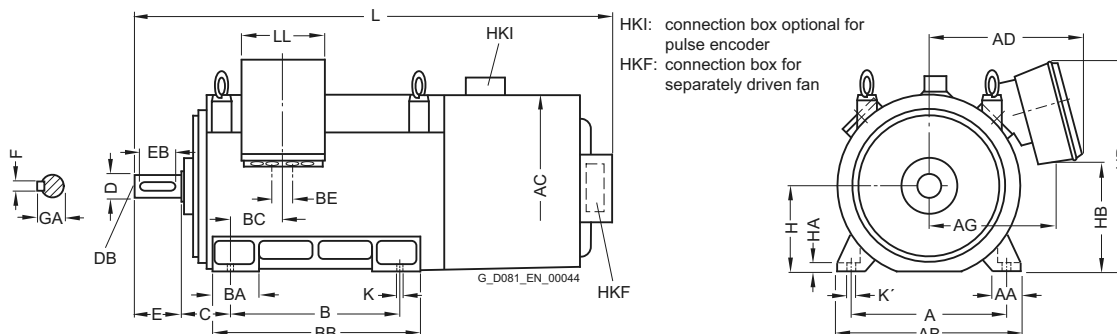 L
LL
HKI
HKI: connection box optional for
pulse encoder
HKF: connection box for
separately driven fan
AD
F
EB
D
GA
DB
BE
BC
AC
H
HA
AG
HB
G_D081_EN_00044
HKF
BA
K
K´
AA
E
C
B
A
BB
AB